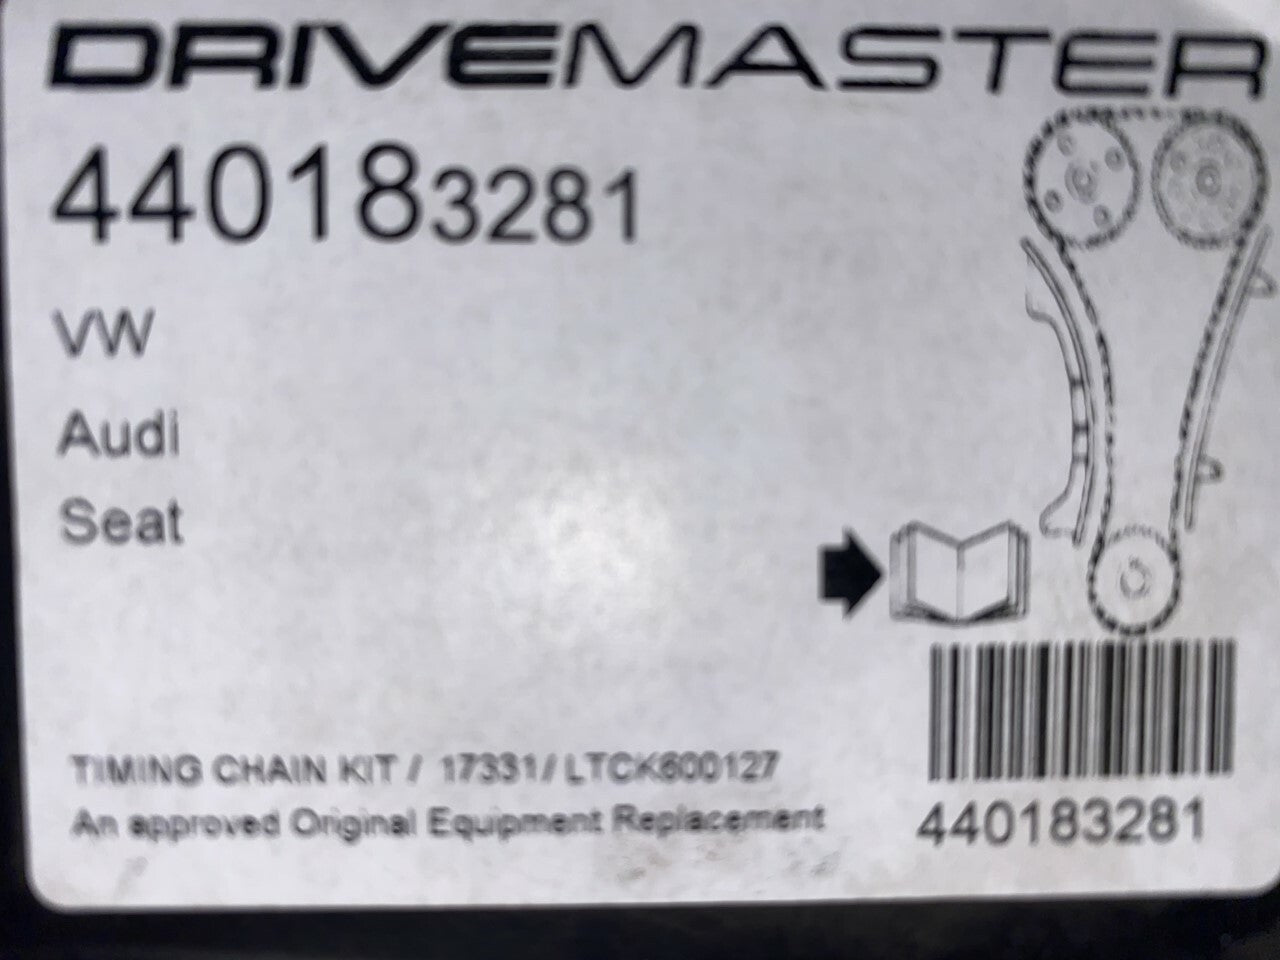 DRIVEMASTER
440183281
VW
Audi
Seat
TIMING CHAIN KIT / 17331/ LTCK600127
An approved Original Equipment Replacement
440183281